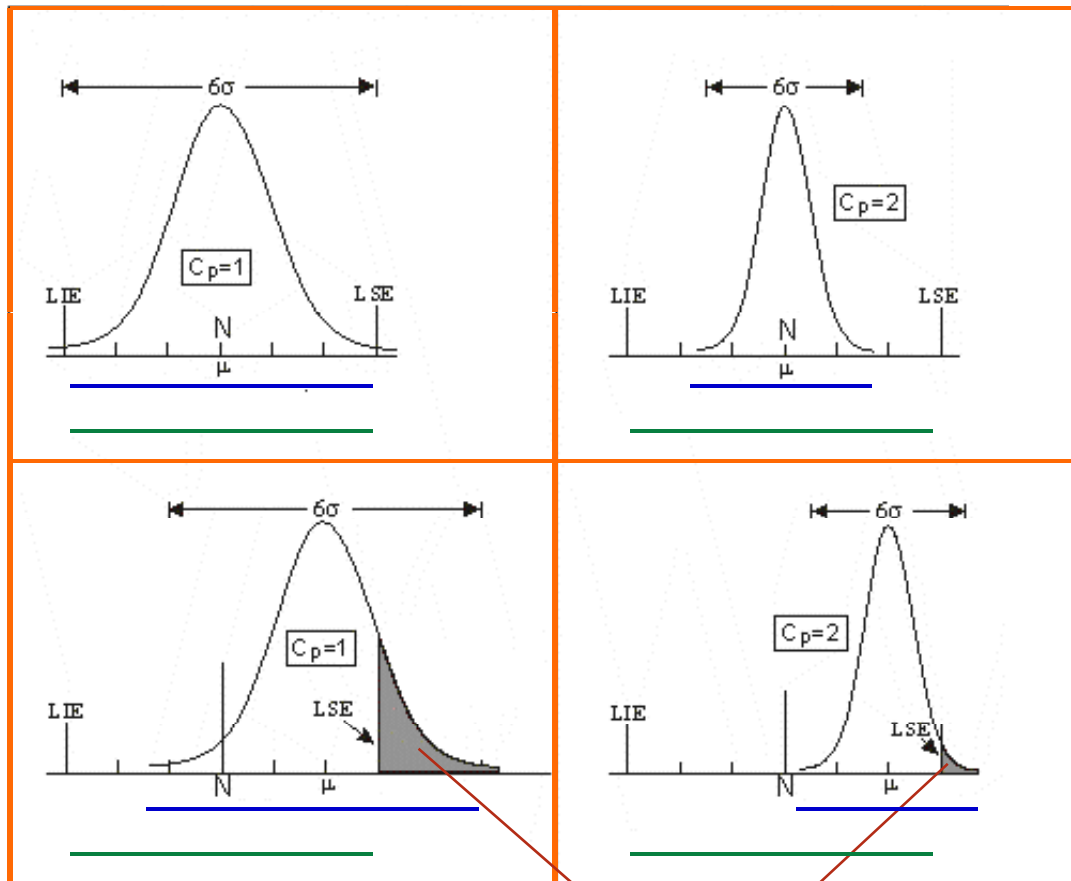 6σ
Cp=1
LIE
LSE
N
μ
6σ
Cp=2
LIE
LSE
N
μ
6σ
Cp=1
LIE
LSE
N
μ
6σ
Cp=2
LIE
LSE
N
μ